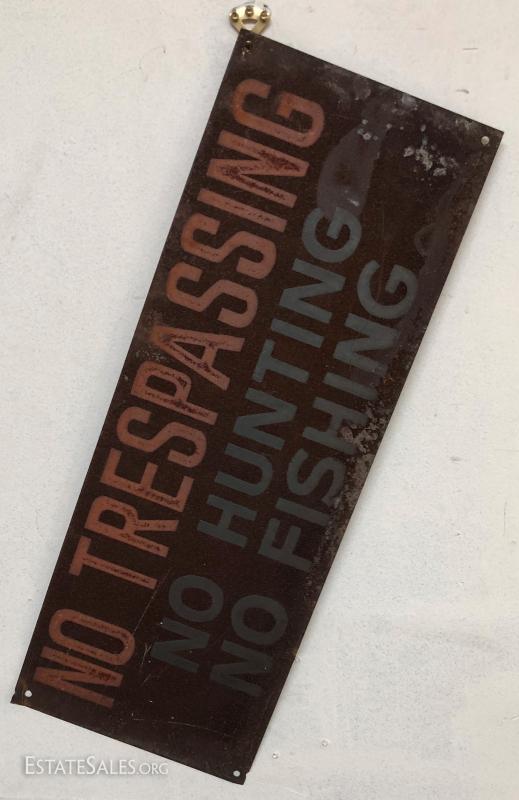 NO TRESPASSING
NO HUNTING
NO FISHING
ESTATESALES.ORG